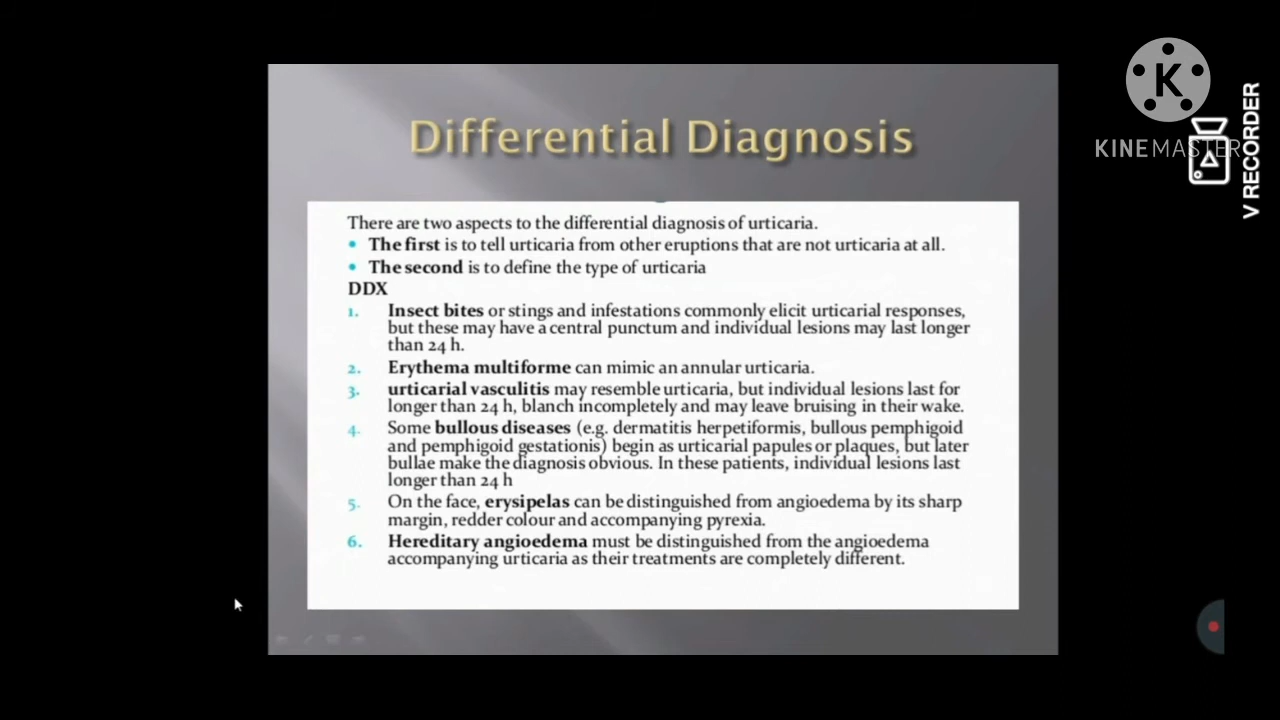 Differential Diagnosis
There are two aspects to the differential diagnosis of urticaria.
• The first is to tell urticaria from other eruptions that are not urticaria at all.
• The second is to define the type of urticaria
DDX
1. Insect bites or stings and infestations commonly elicit urticarial responses,
but these may have a central punctum and individual lesions may last longer
than 24 h.
2. Erythema multiforme can mimic an annular urticaria.
3. urticarial vasculitis may resemble urticaria, but individual lesions last for
longer than 24 h, blanch incompletely and may leave bruising in their wake.
4. Some bullous diseases (e.g. dermatitis herpetiformis, bullous pemphigoid
and pemphigoid gestationis) begin as urticarial papules or plaques, but later
bullae make the diagnosis obvious. In these patients, individual lesions last
longer than 24 h
5. On the face, erysipelas can be distinguished from angioedema by its sharp
margin, redder colour and accompanying pyrexia.
6. Hereditary angioedema must be distinguished from the angioedema
accompanying urticaria as their treatments are completely different.
K
KINEMASTER
V RECORDER